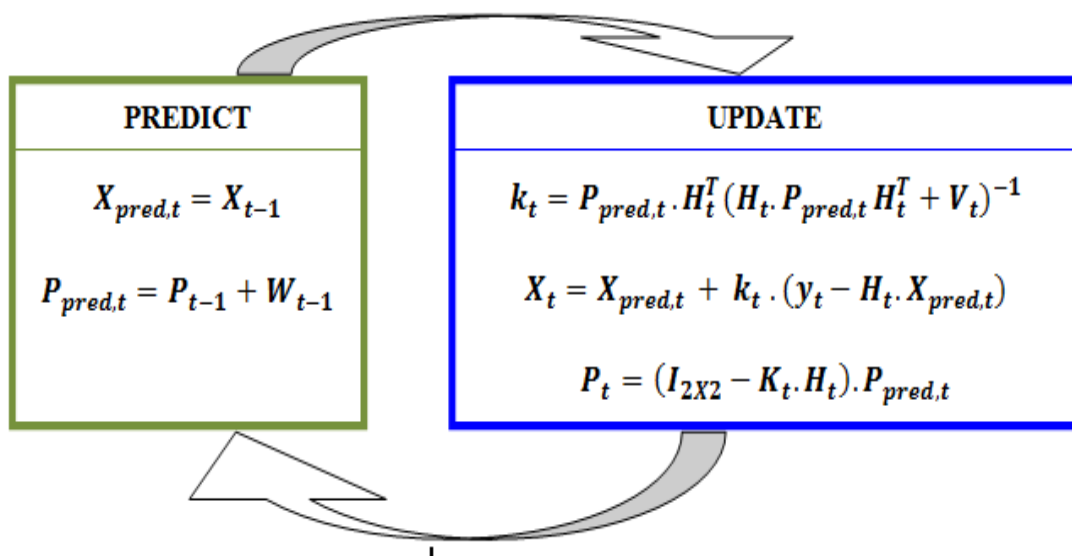 PREDICT
X_{pred,t} = X_{t-1}
P_{pred,t} = P_{t-1} + W_{t-1}
UPDATE
k_t = P_{pred,t} . H_t^T (H_t . P_{pred,t} H_t^T + V_t)^{-1}
X_t = X_{pred,t} + k_t . (y_t − H_t . X_{pred,t})
P_t = (I_{2X2} − K_t . H_t) . P_{pred,t}